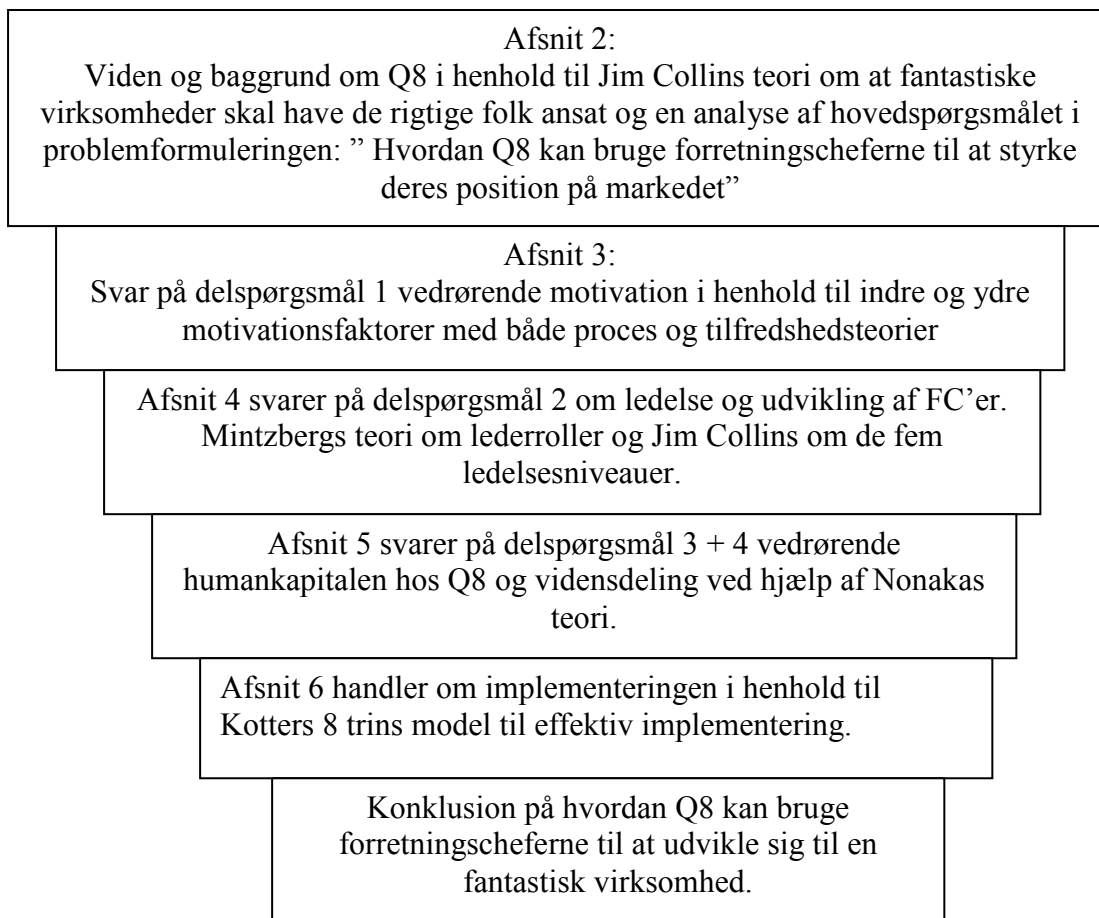 Afsnit 2:
Viden og baggrund om Q8 i henhold til Jim Collins teori om at fantastiske
virksomheder skal have de rigtige folk ansat og en analyse af hovedspørgsmålet i
problemformuleringen: ” Hvordan Q8 kan bruge forretningscheferne til at styrke
deres position på markedet”
Afsnit 3:
Svar på delspørgsmål 1 vedrørende motivation i henhold til indre og ydre
motivationsfaktorer med både proces og tilfredshedsteorier
Afsnit 4 svarer på delspørgsmål 2 om ledelse og udvikling af FC’er.
Mintzbergs teori om lederroller og Jim Collins om de fem
ledelsesniveauer.
Afsnit 5 svarer på delspørgsmål 3 + 4 vedrørende
humankapitalen hos Q8 og vidensdeling ved hjælp af Nonakas
teori.
Afsnit 6 handler om implementeringen i henhold til
Kotters 8 trins model til effektiv implementering.
Konklusion på hvordan Q8 kan bruge
forretningscheferne til at udvikle sig til en
fantastisk virksomhed.